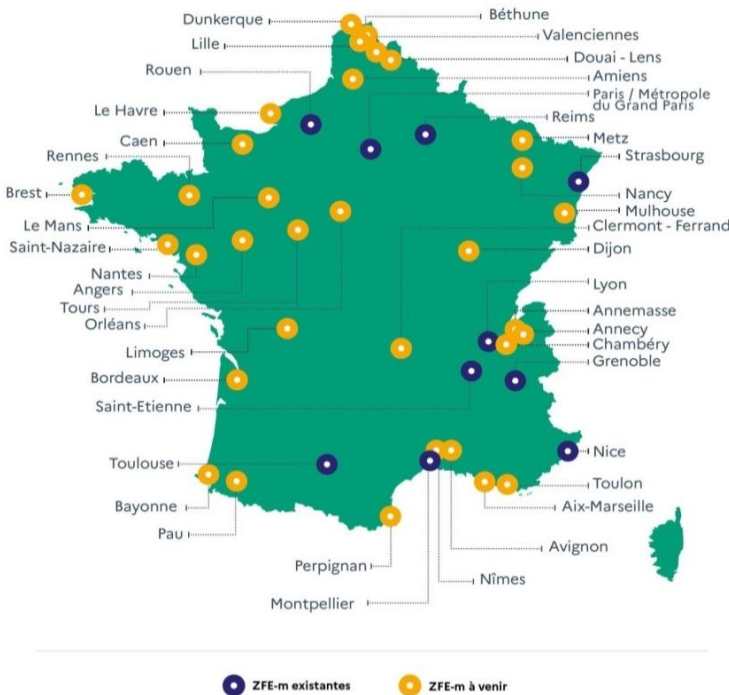 Dunkerque
Béthune
Lille
Valenciennes
Douai - Lens
Rouen
Amiens
Paris / Métropole
du Grand Paris
Le Havre
Reims
Caen
Metz
Rennes
Strasbourg
Brest
Nancy
Mulhouse
Le Mans
Clermont - Ferrand
Saint-Nazaire
Dijon
Nantes
Angers
Lyon
Tours
Annemasse
Orléans
Annecy
Chambéry
Limoges
Grenoble
Bordeaux
Saint-Etienne
Nice
Toulouse
Toulon
Bayonne
Aix-Marseille
Pau
Avignon
Perpignan
Nîmes
Montpellier
ZFE-m existantes
ZFE-m à venir